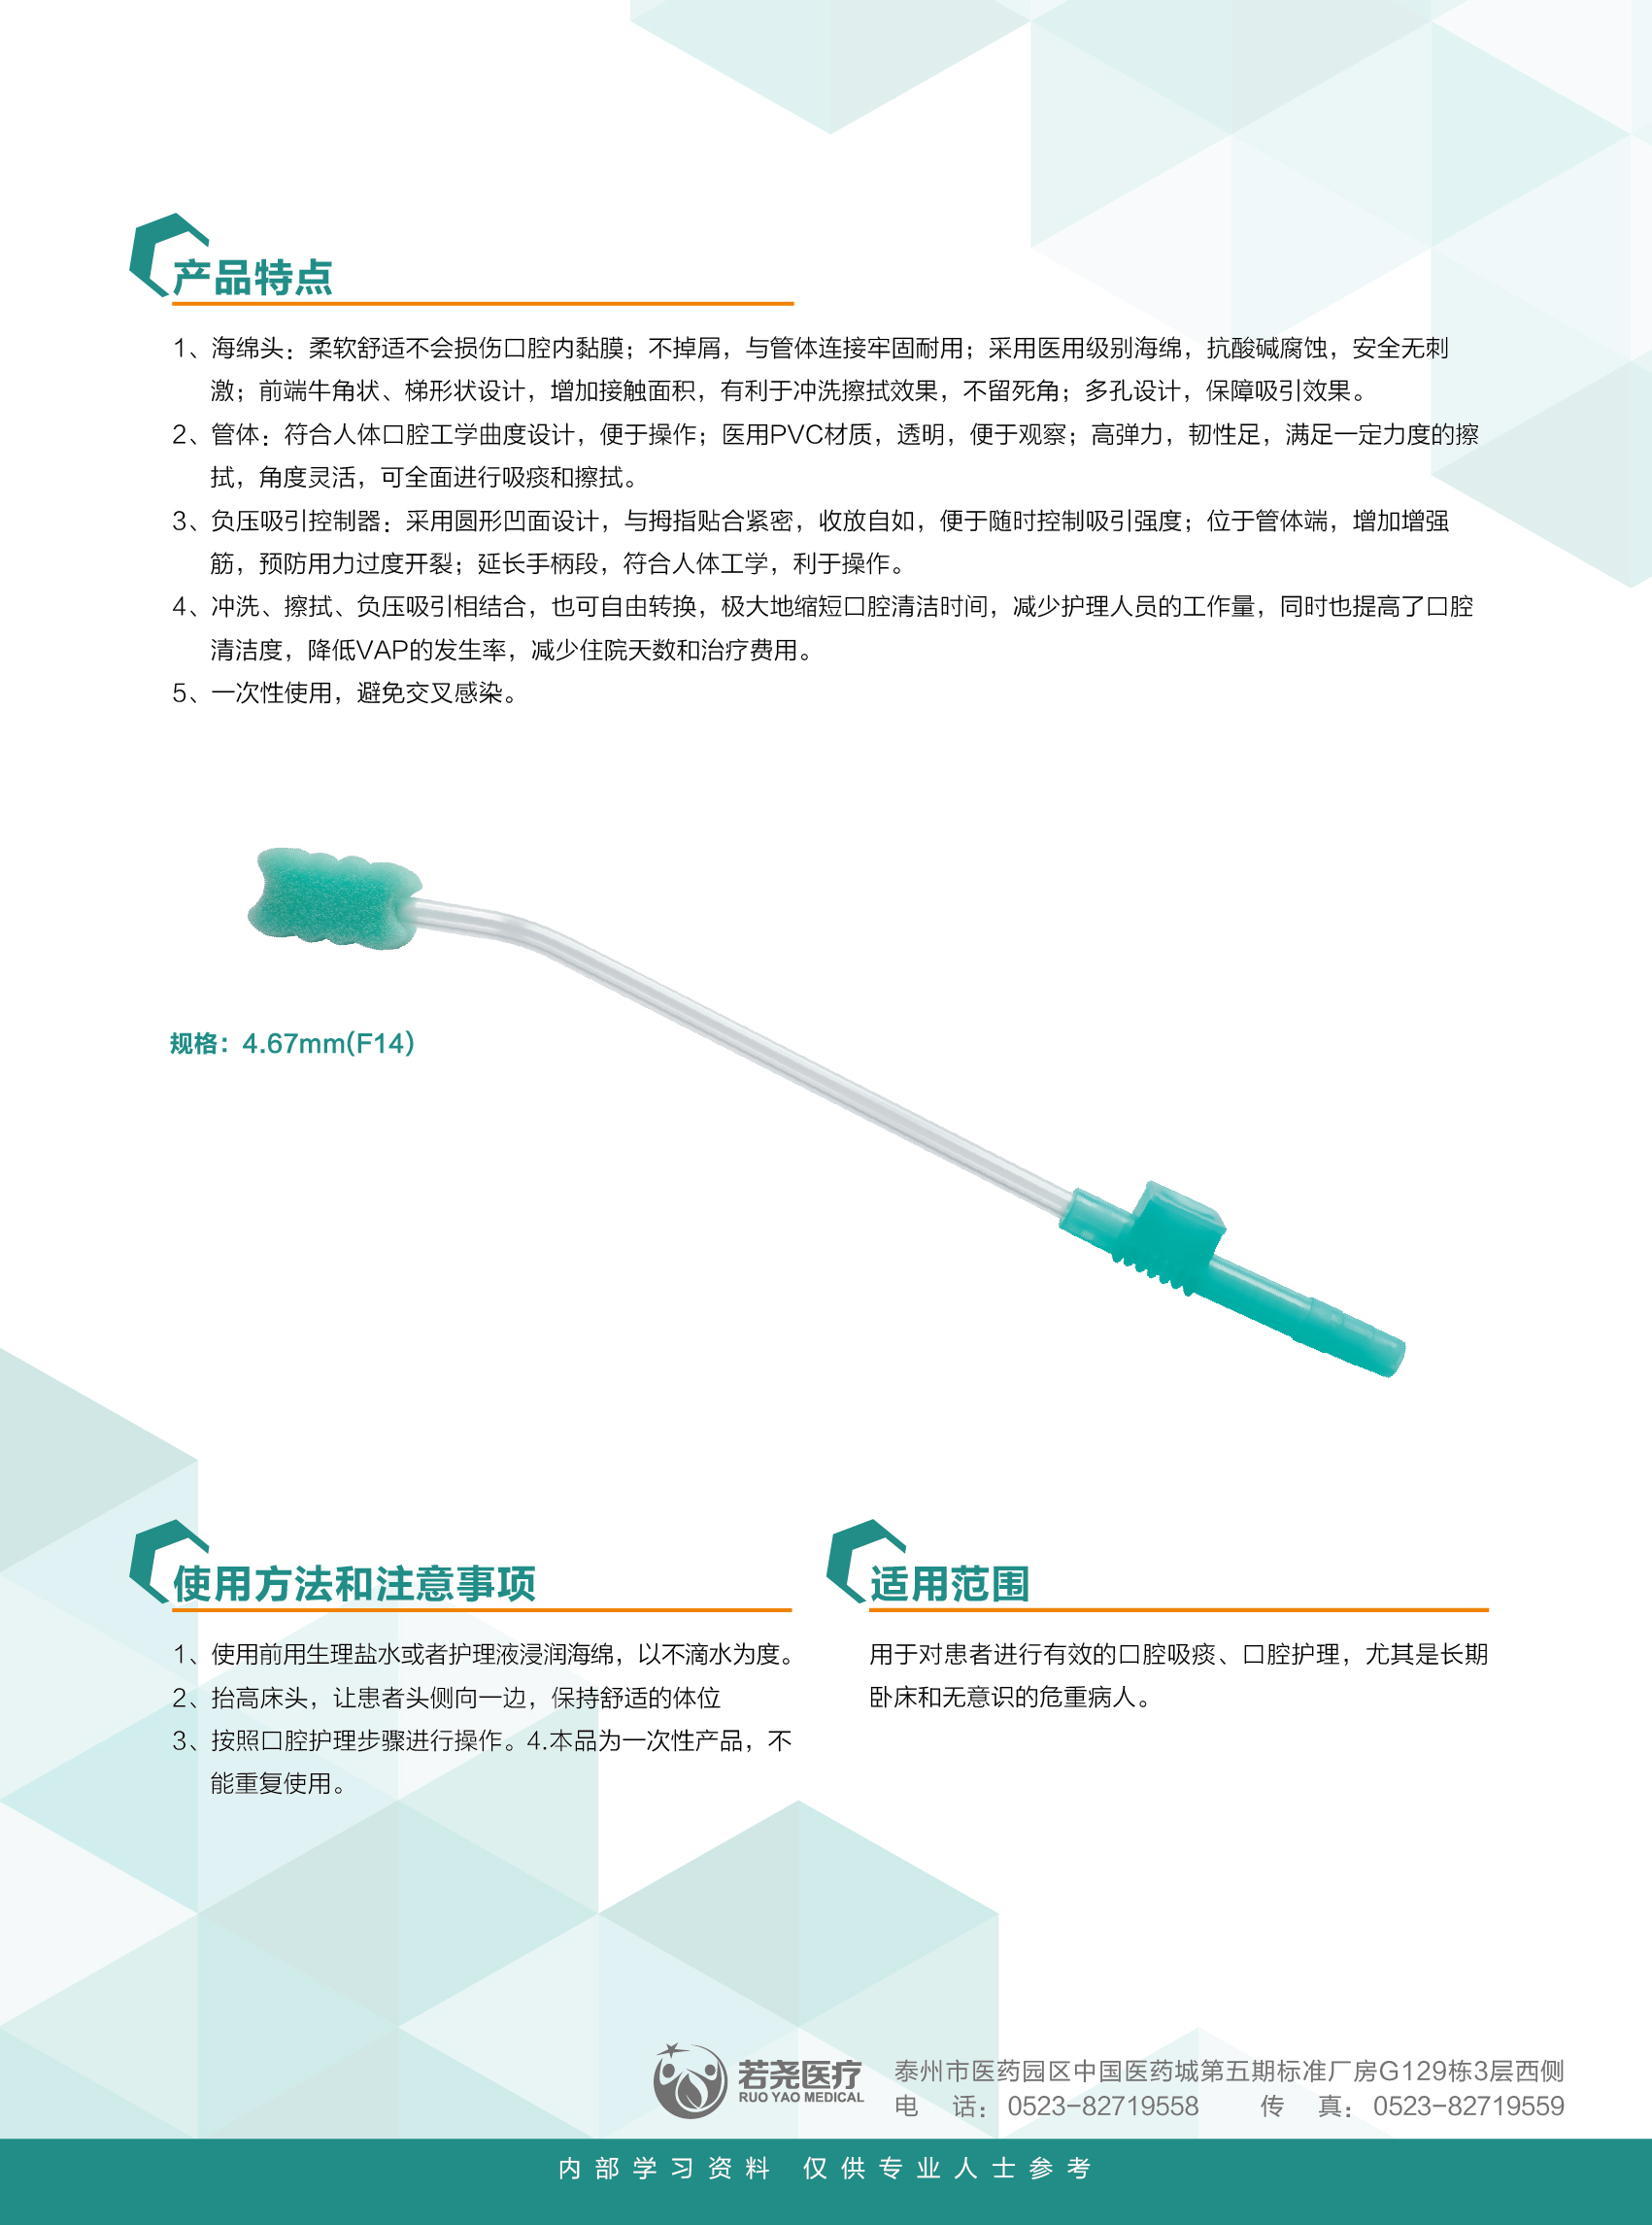 产品特点
1、海绵头：柔软舒适不会损伤口腔内黏膜；不掉屑，与管体连接牢固耐用；采用医用级别海绵，抗酸碱腐蚀，安全无刺
激；前端牛角状、梯形状设计，增加接触面积，有利于冲洗擦拭效果，不留死角；多孔设计，保障吸引效果。
2、管体：符合人体口腔工学曲度设计，便于操作；医用PVC材质，透明，便于观察；高弹力，韧性足，满足一定力度的擦
拭，角度灵活，可全面进行吸痰和擦拭。
3、负压吸引控制器：采用圆形凹面设计，与拇指贴合紧密，收放自如，便于随时控制吸引强度；位于管体端，增加增强
筋，预防用力过度开裂；延长手柄段，符合人体工学，利于操作。
4、冲洗、擦拭、负压吸引相结合，也可自由转换，极大地缩短口腔清洁时间，减少护理人员的工作量，同时也提高了口腔
清洁度，降低VAP的发生率，减少住院天数和治疗费用。
5、一次性使用，避免交叉感染。
规格：4.67mm(F14)
使用方法和注意事项
1、使用前用生理盐水或者护理液浸润海绵，以不滴水为度。
2、抬高床头，让患者头侧向一边，保持舒适的体位
3、按照口腔护理步骤进行操作。4.本品为一次性产品，不
能重复使用。
适用范围
用于对患者进行有效的口腔吸痰、口腔护理，尤其是长期
卧床和无意识的危重病人。
若尧医疗
RUO YAO MEDICAL
泰州市医药园区中国医药城第五期标准厂房G129栋3层西侧
电 话：0523-82719558 传 真：0523-82719559
内部学习资料 仅供专业人士参考